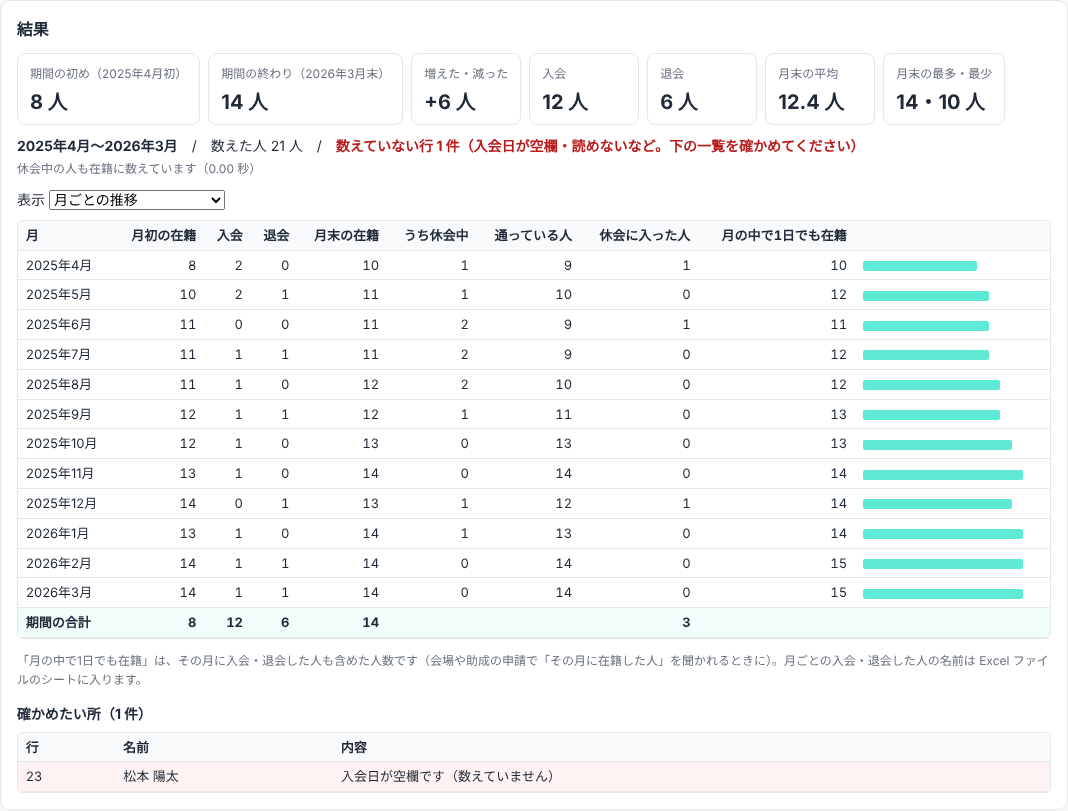 結果
期間の初め（2025年4月初） 期間の終わり（2026年3月末） 増えた・減った 入会 退会 月末の平均 月末の最多・最少
8 人 14 人 +6 人 12 人 6 人 12.4 人 14・10 人
2025年4月〜2026年3月 / 数えた人 21 人 / 数えていない行 1 件（入会日が空欄・読めないなど。下の一覧を確かめてください）
休会中の人も在籍に数えています（0.00 秒）
表示 月ごとの推移
月 月初の在籍 入会 退会 月末の在籍 うち休会中 通っている人 休会に入った人 月の中で1日でも在籍
2025年4月 8 2 0 10 1 9 1 10
2025年5月 10 2 1 11 1 10 0 12
2025年6月 11 0 0 11 2 9 1 11
2025年7月 11 1 1 11 2 9 0 12
2025年8月 11 1 0 12 2 10 0 12
2025年9月 12 1 1 12 1 11 0 13
2025年10月 12 1 0 13 0 13 0 13
2025年11月 13 1 0 14 0 14 0 14
2025年12月 14 0 1 13 1 12 1 14
2026年1月 13 1 0 14 1 13 0 14
2026年2月 14 1 1 14 0 14 0 15
2026年3月 14 1 1 14 0 14 0 15
期間の合計 8 12 6 14 3
「月の中で1日でも在籍」は、その月に入会・退会した人も含めた人数です（会場や助成の申請で「その月に在籍した人」を聞かれるときに）。月ごとの入会・退会した人の名前は Excel ファイ
ルのシートに入ります。
確かめたい所（1 件）
行 名前 内容
23 松本 陽太 入会日が空欄です（数えていません）